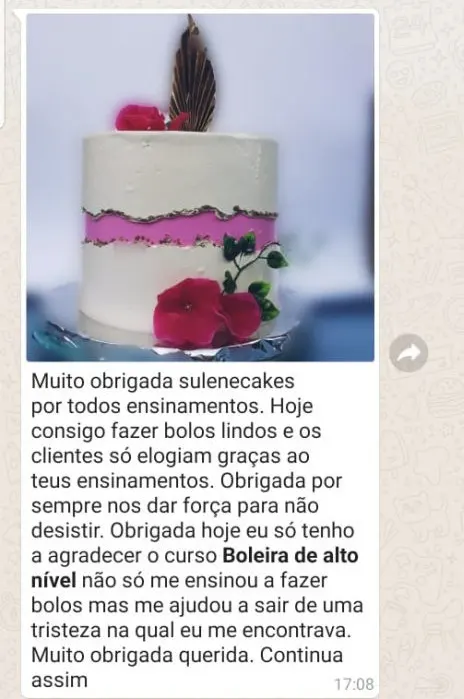 Muito obrigada sulenecakes
por todos ensinamentos. Hoje
consigo fazer bolos lindos e os
clientes só elogiam graças ao
teus ensinamentos. Obrigada por
sempre nos dar força para não
desistir. Obrigada hoje eu só tenho
a agradecer o curso Boleira de alto
nível não só me ensinou a fazer
bolos mas me ajudou a sair de uma
tristeza na qual eu me encontrava.
Muito obrigada querida. Continua
assim
17:08